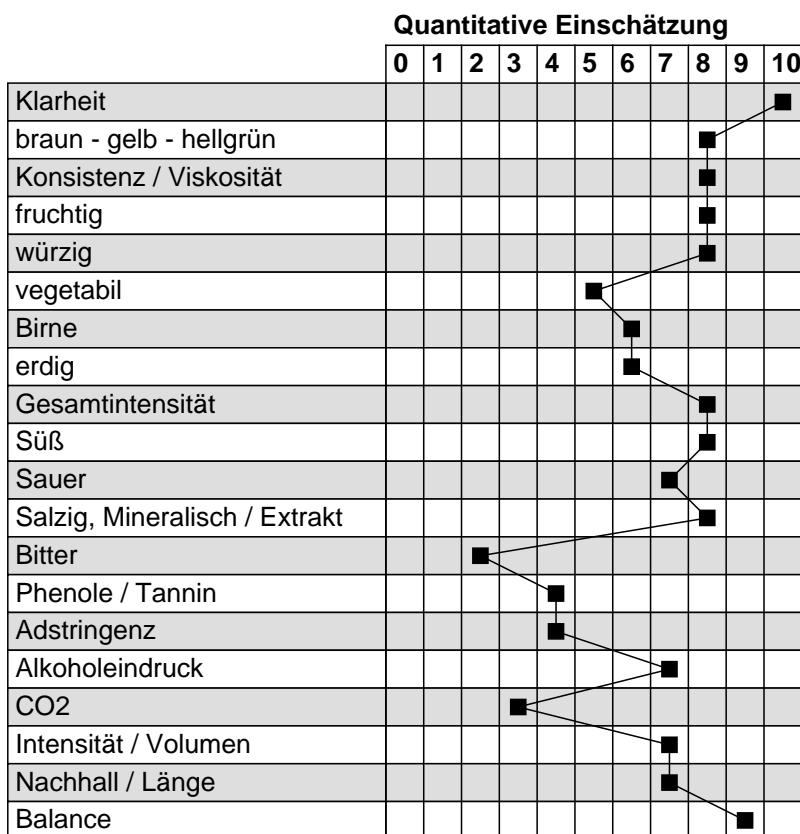 Quantitative Einschätzung
0 1 2 3 4 5 6 7 8 9 10
Klarheit
braun - gelb - hellgrün
Konsistenz / Viskosität
fruchtig
würzig
vegetabil
Birne
erdig
Gesamtintensität
Süß
Sauer
Salzig, Mineralisch / Extrakt
Bitter
Phenole / Tannin
Adstringenz
Alkoholeindruck
CO2
Intensität / Volumen
Nachhall / Länge
Balance